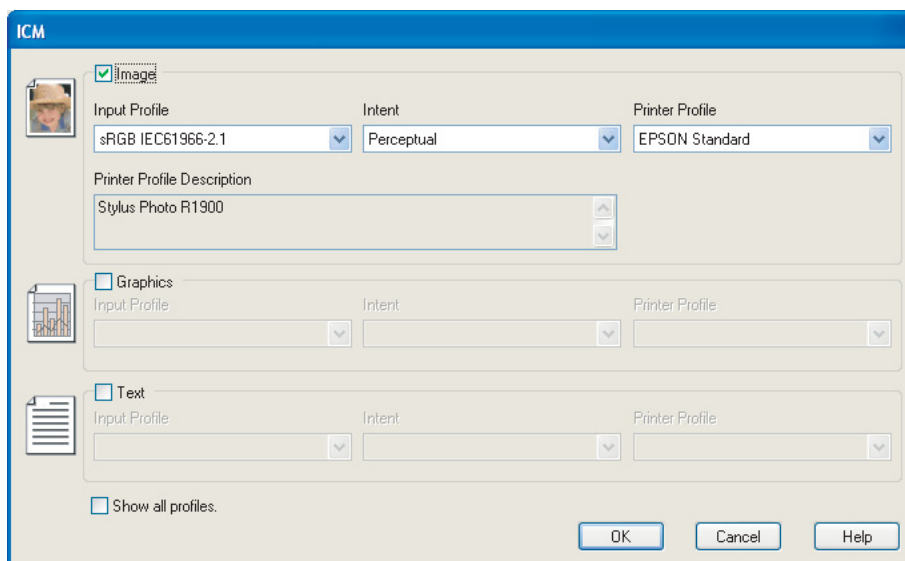 ICM
Image
Input Profile Intent Printer Profile
sRGB IEC61966-2.1 Perceptual EPSON Standard
Printer Profile Description
Stylus Photo R1900
Graphics
Input Profile Intent Printer Profile
Text
Input Profile Intent Printer Profile
Show all profiles.
OK Cancel Help